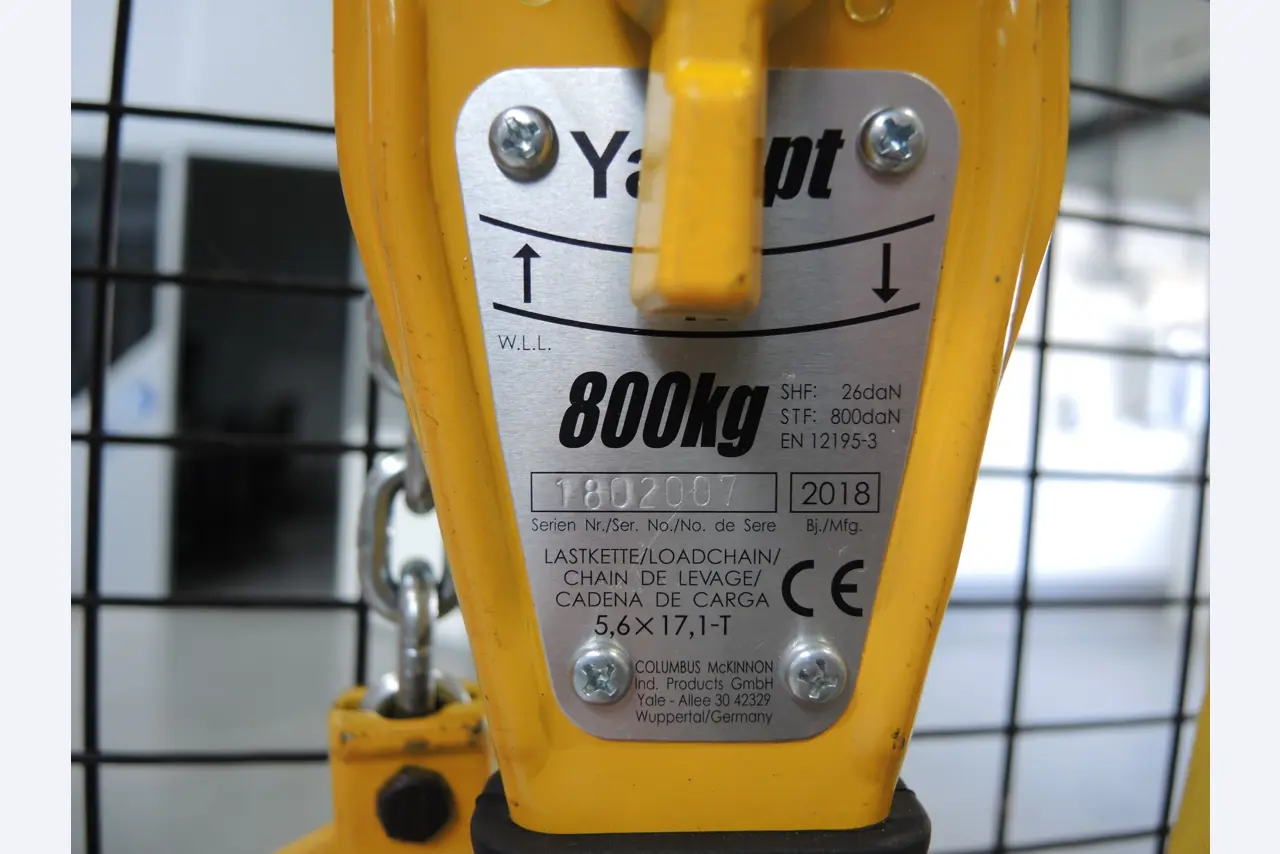 pt
W.L.L.
800kg
SHF: 26daN
STF: 800daN
EN 12195-3
1802007
2018
Serien Nr./Ser. No./No. de Sere Bj./Mfg.
LASTKETTE/LOADCHAIN/
CHAIN DE LEVAGE/
CADENA DE CARGA
CE
5,6×17,1-T
COLUMBUS McKINNON
Ind. Products GmbH
Yale - Allee 30 42329
Wuppertal/Germany